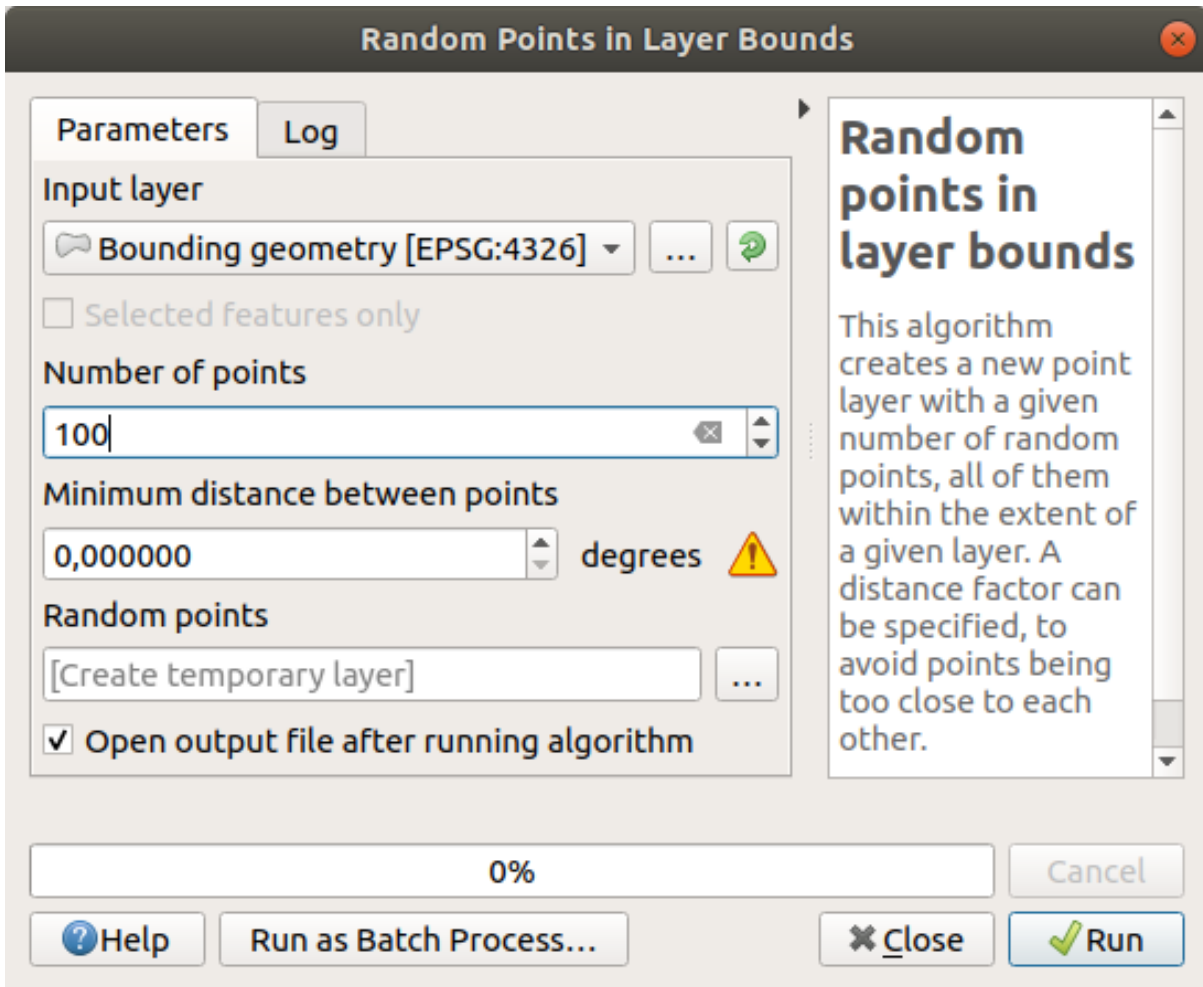 Random Points in Layer Bounds
Parameters
Log
Input layer
Bounding geometry [EPSG:4326]
...
Selected features only
Number of points
100
Minimum distance between points
0,000000
degrees
Random points
[Create temporary layer]
...
Open output file after running algorithm
Random
points in
layer bounds
This algorithm
creates a new point
layer with a given
number of random
points, all of them
within the extent of
a given layer. A
distance factor can
be specified, to
avoid points being
too close to each
other.
0%
Cancel
Help
Run as Batch Process...
Close
Run